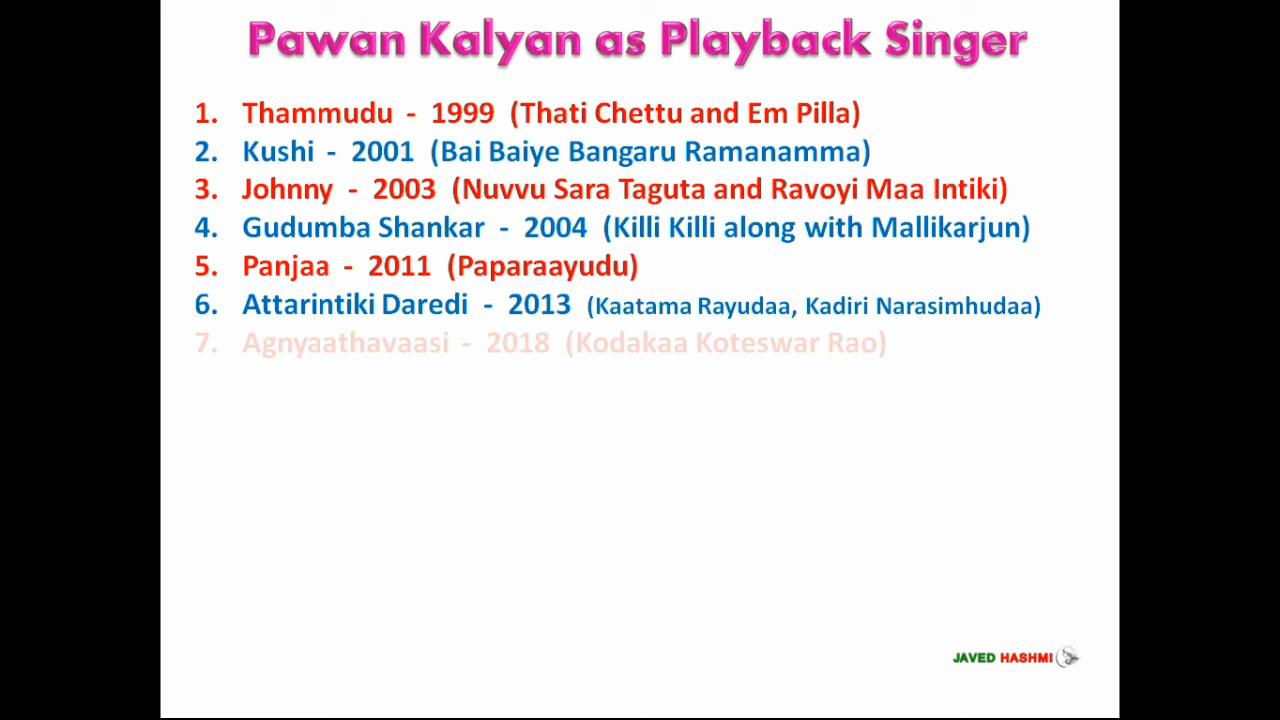 Pawan Kalyan as Playback Singer
1. Thammudu - 1999 (Thati Chettu and Em Pilla)
2. Kushi - 2001 (Bai Baiye Bangaru Ramanamma)
3. Johnny - 2003 (Nuvvu Sara Taguta and Ravoyi Maa Intiki)
4. Gudumba Shankar - 2004 (Killi Killi along with Mallikarjun)
5. Panjaa - 2011 (Paparaayudu)
6. Attarintiki Daredi - 2013 (Kaatama Rayudaa, Kadiri Narasimhudaa)
7. Agnyaathavaasi - 2018 (Kodakaa Koteswar Rao)
JAVED HASHMI